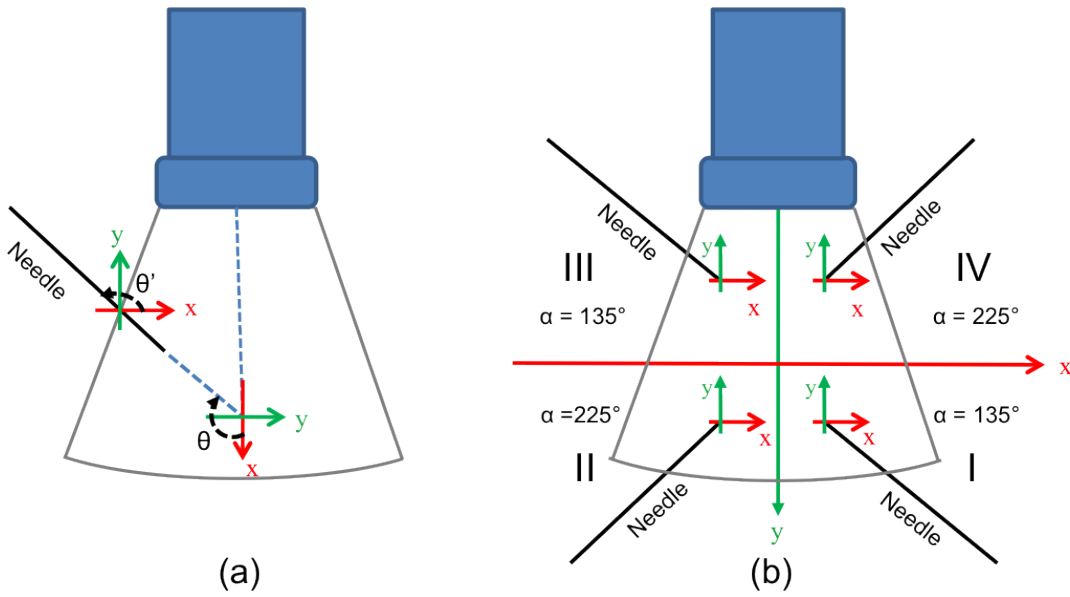 Needle
y
θ'
x
y
θ
x
(a)
Needle
Needle
III
y
x
y
x
IV
α = 135°
α = 225°
x
α =225°
y
x
y
x
α = 135°
II
I
Needle
Needle
y
(b)